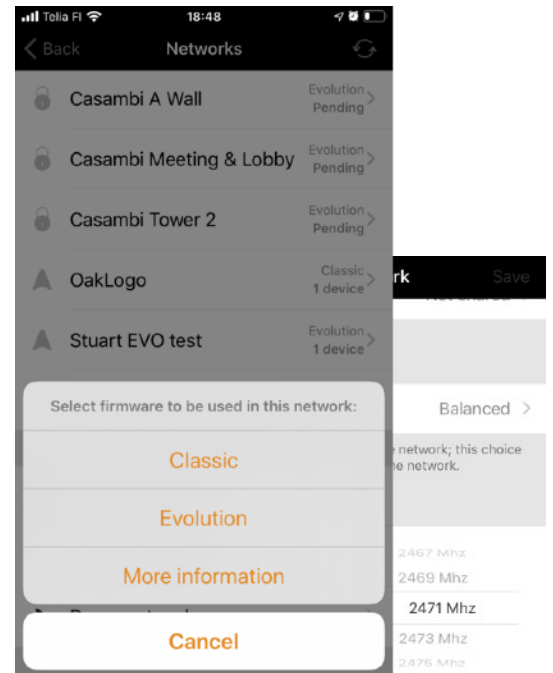 Telia FI
18:48
Back
Networks
Casambi A Wall
Evolution
Pending
Casambi Meeting & Lobby
Evolution
Pending
Casambi Tower 2
Evolution
Pending
OakLogo
Classic
1 device
Stuart EVO test
Evolution
1 device
Select firmware to be used in this network:
Classic
Evolution
More information
Cancel
rk
Save
Balanced
network; this choice
network.
2467 Mhz
2469 Mhz
2471 Mhz
2473 Mhz
2475 Mhz